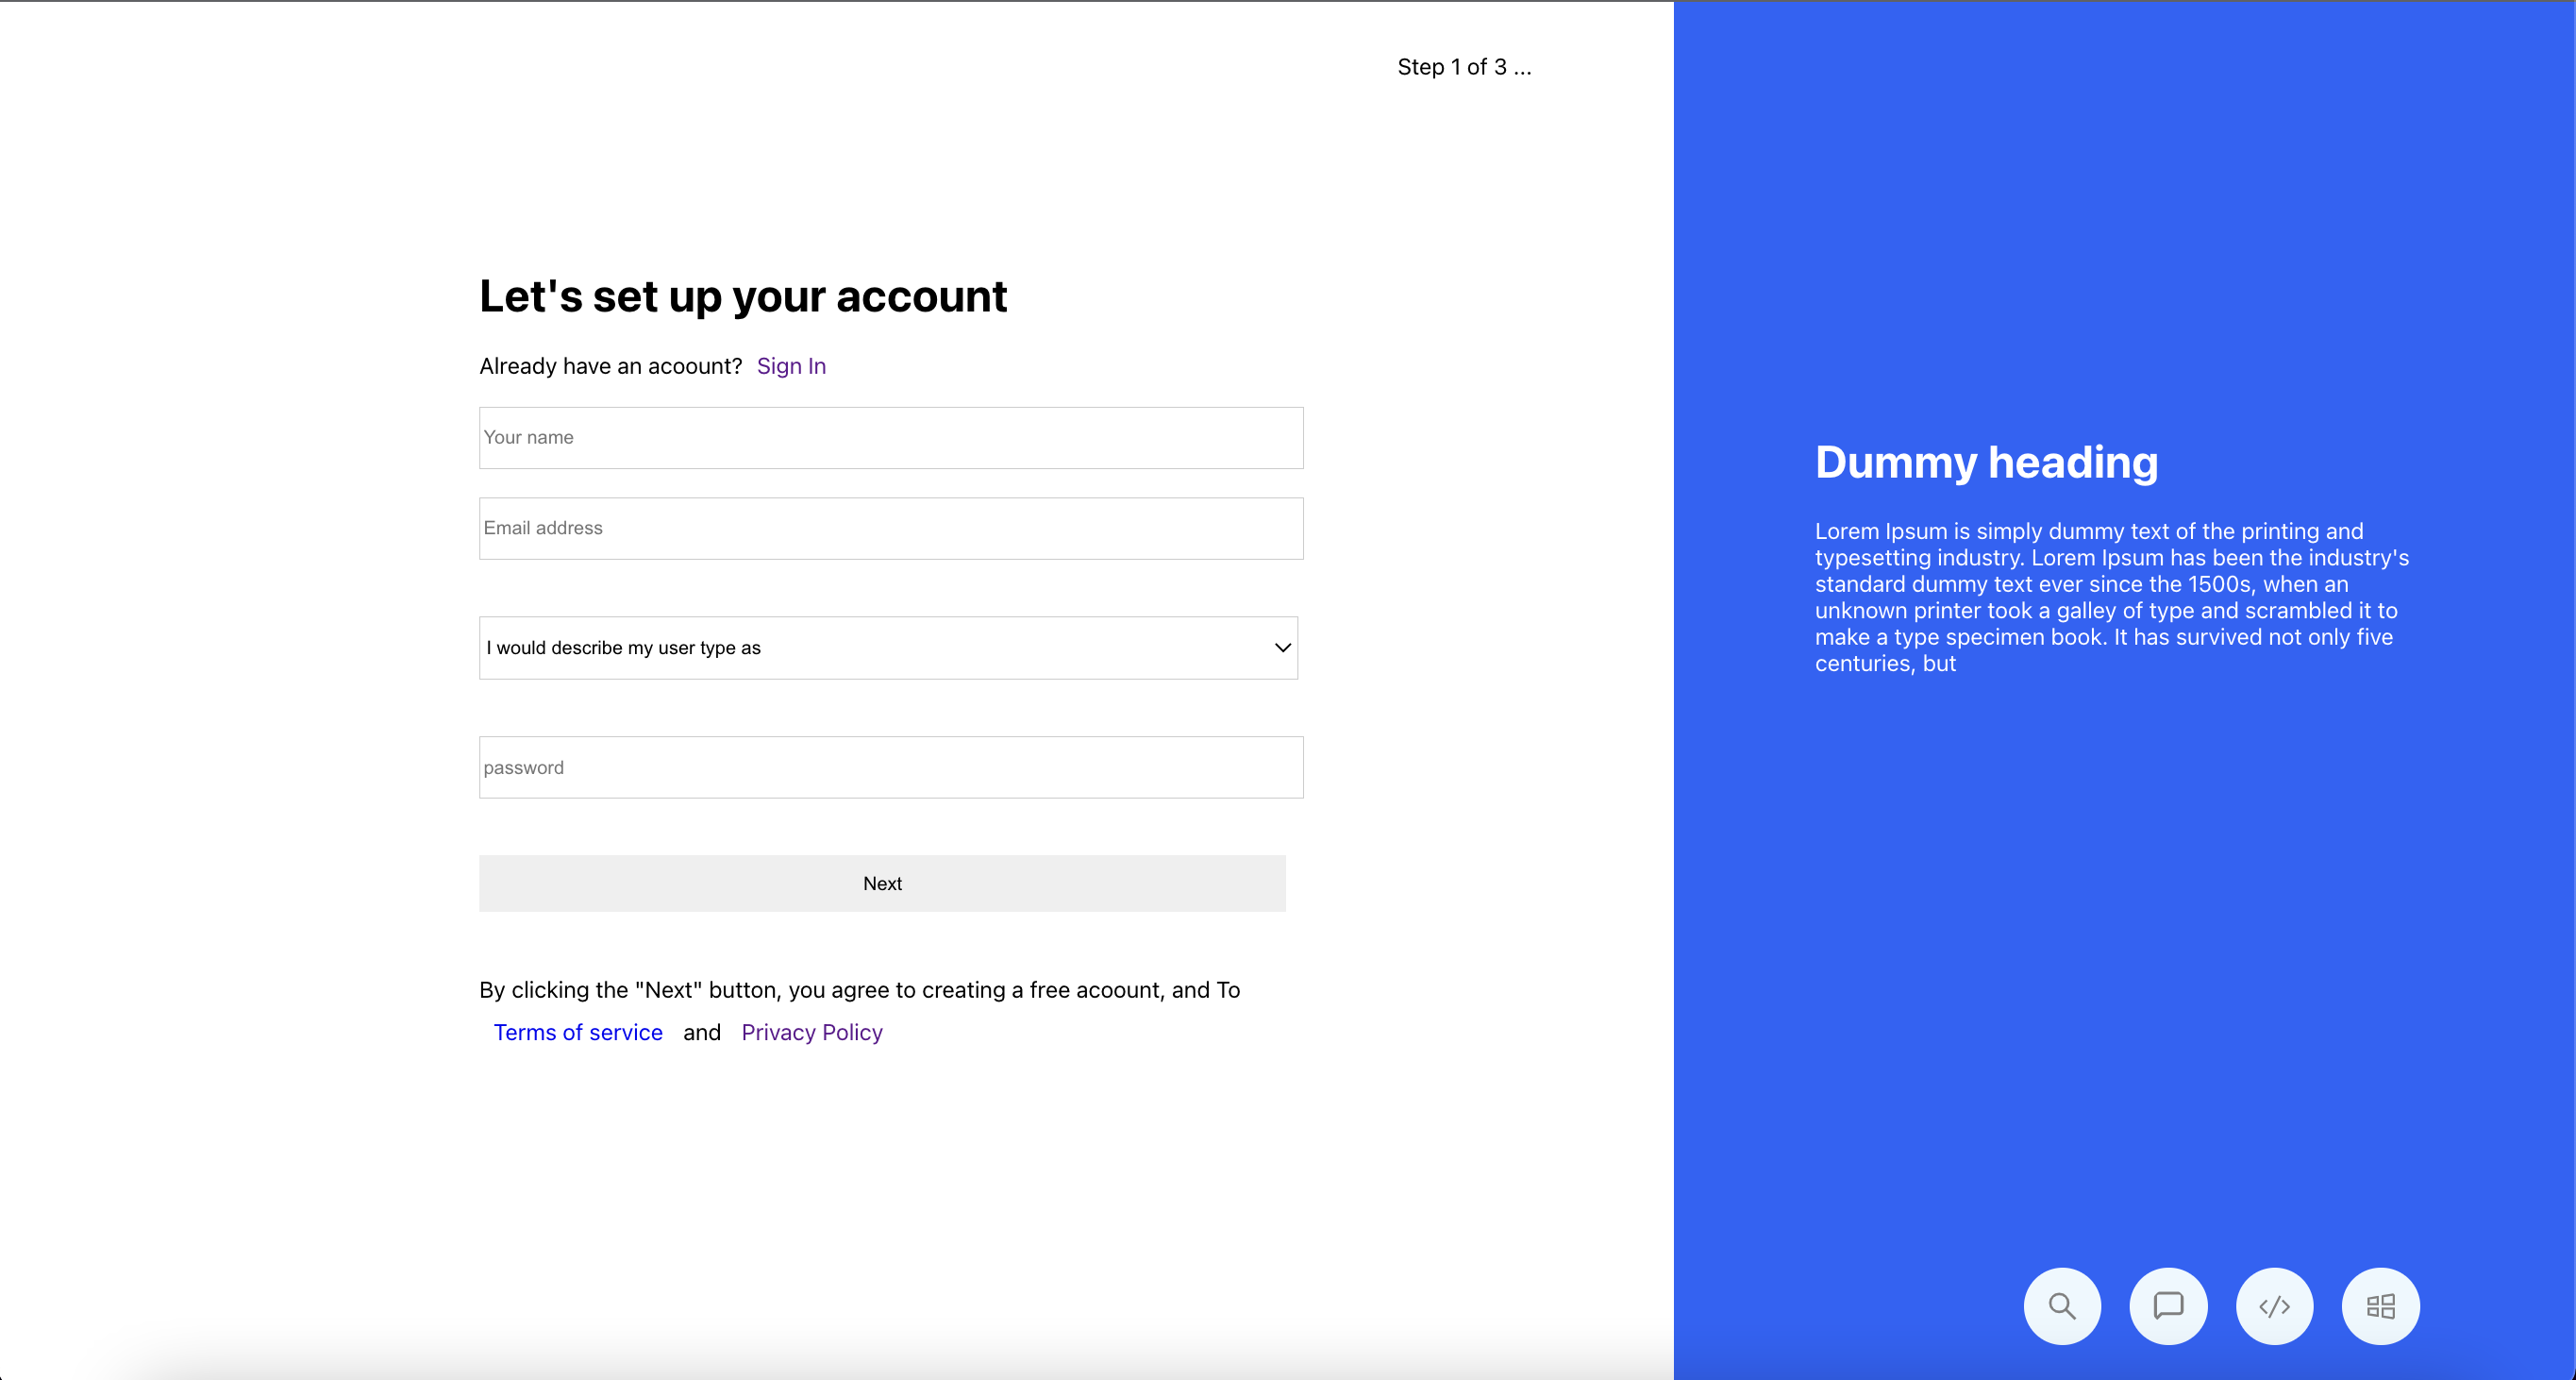 Step 1 of 3 ...
Let's set up your account
Already have an acoount? Sign In
Your name
Email address
I would describe my user type as
password
Next
By clicking the "Next" button, you agree to creating a free acoount, and To
Terms of service and Privacy Policy
Dummy heading
Lorem Ipsum is simply dummy text of the printing and
typesetting industry. Lorem Ipsum has been the industry's
standard dummy text ever since the 1500s, when an
unknown printer took a galley of type and scrambled it to
make a type specimen book. It has survived not only five
centuries, but